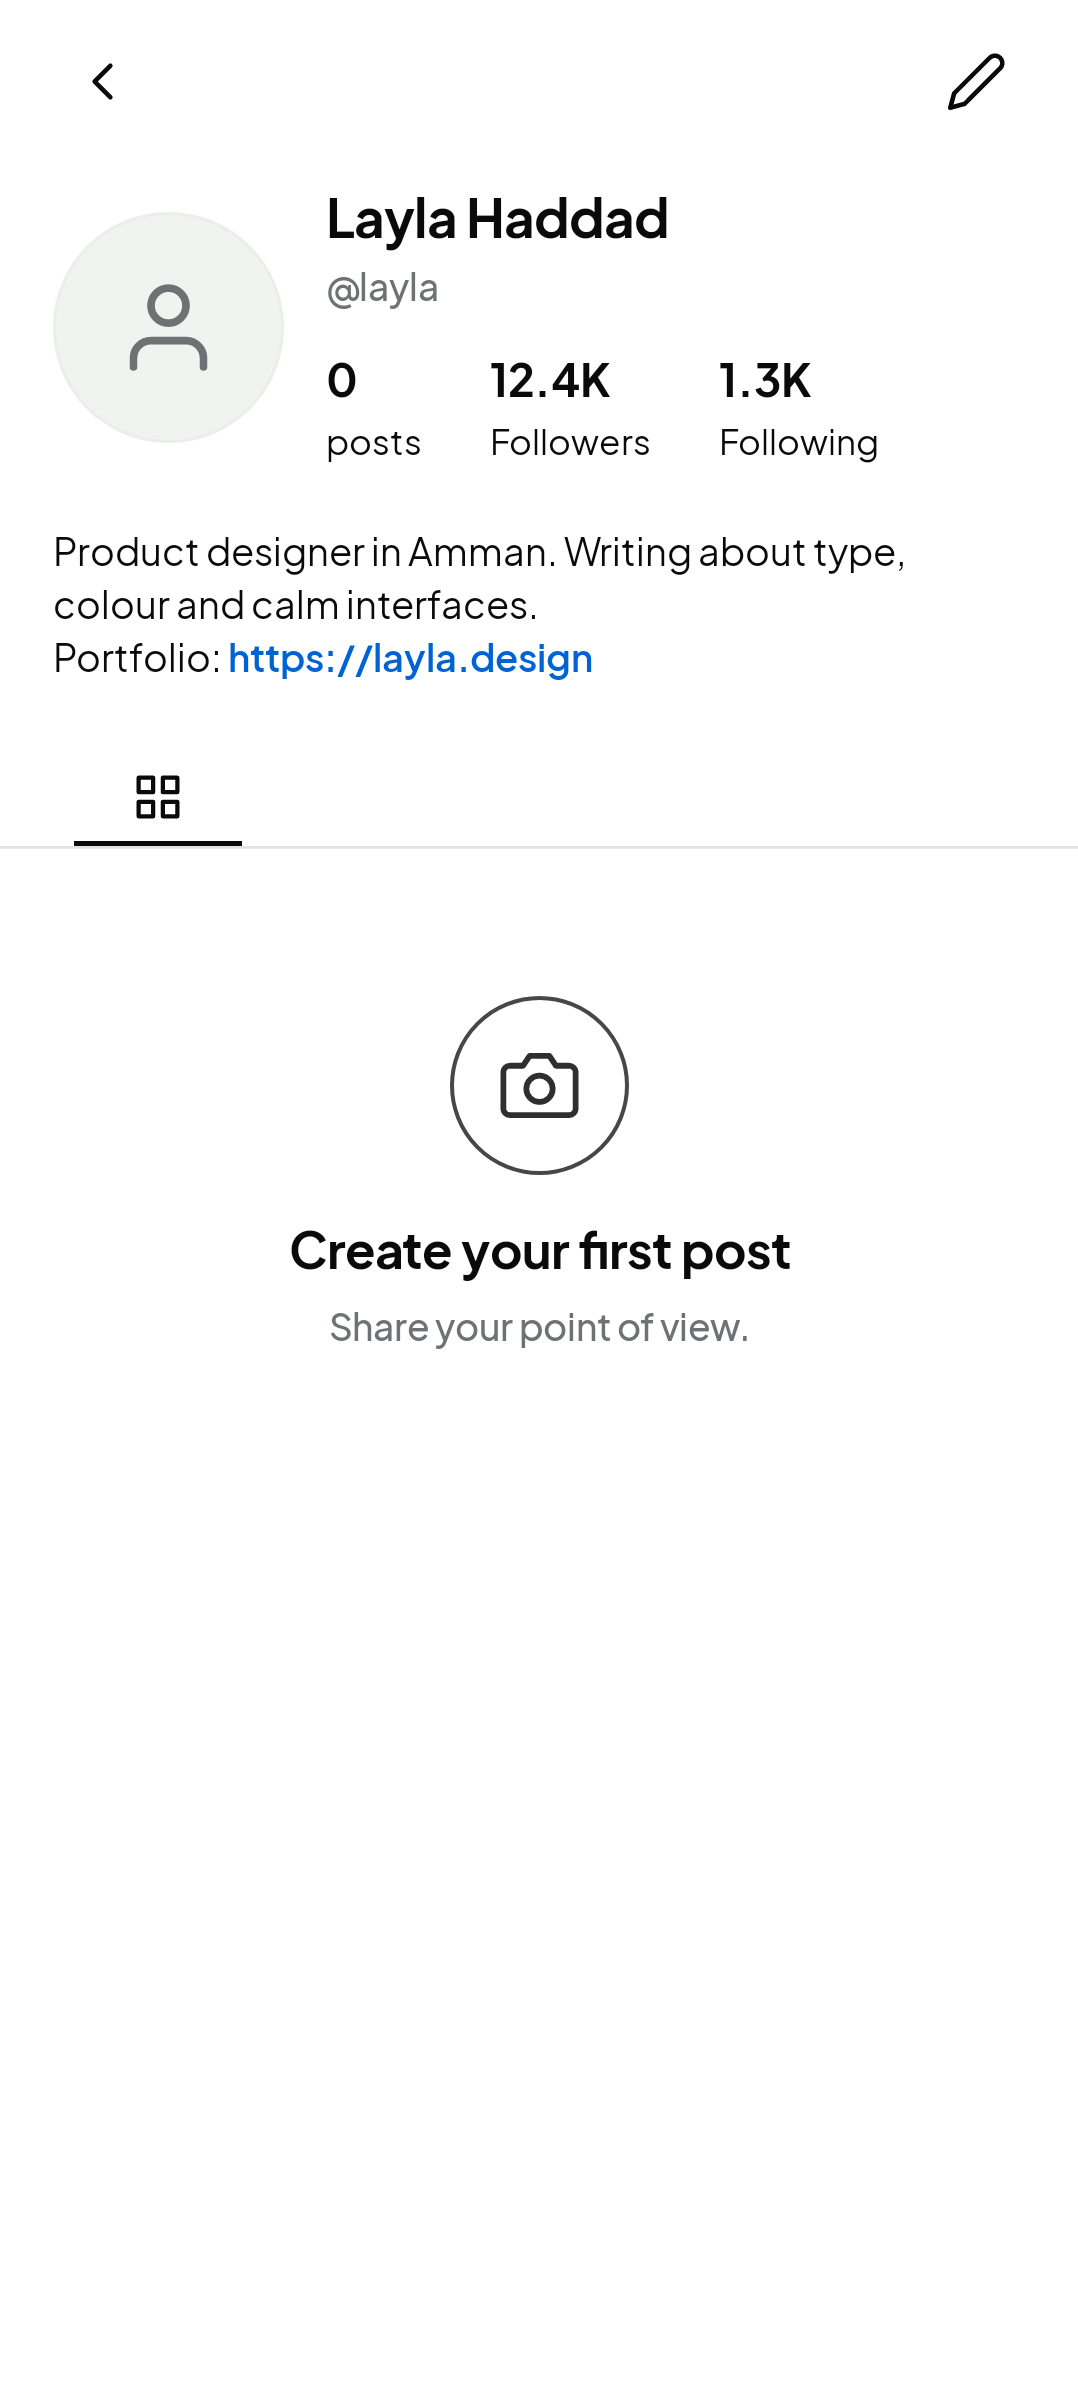 Layla Haddad
@layla
0 12.4K 1.3K
posts Followers Following
Product designer in Amman. Writing about type,
colour and calm interfaces.
Portfolio: https://layla.design
Create your first post
Share your point of view.